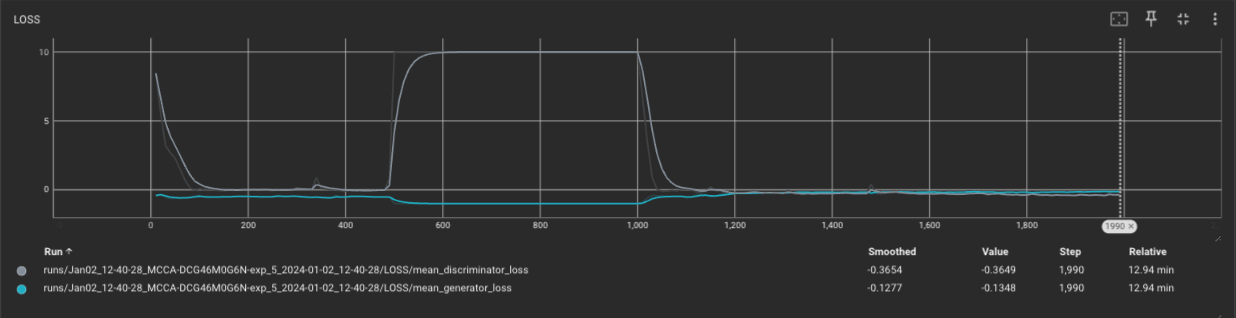 LOSS
10
5
0
0 200 400 600 800 1,000 1,200 1,400 1,600 1,800 1990 ×
Run ↑ Smoothed Value Step Relative
runs/Jan02_12-40-28_MCCA-DCG46M0G6N-exp_5_2024-01-02_12-40-28/LOSS/mean_discriminator_loss -0.3654 -0.3649 1,990 12.94 min
runs/Jan02_12-40-28_MCCA-DCG46M0G6N-exp_5_2024-01-02_12-40-28/LOSS/mean_generator_loss -0.1277 -0.1348 1,990 12.94 min